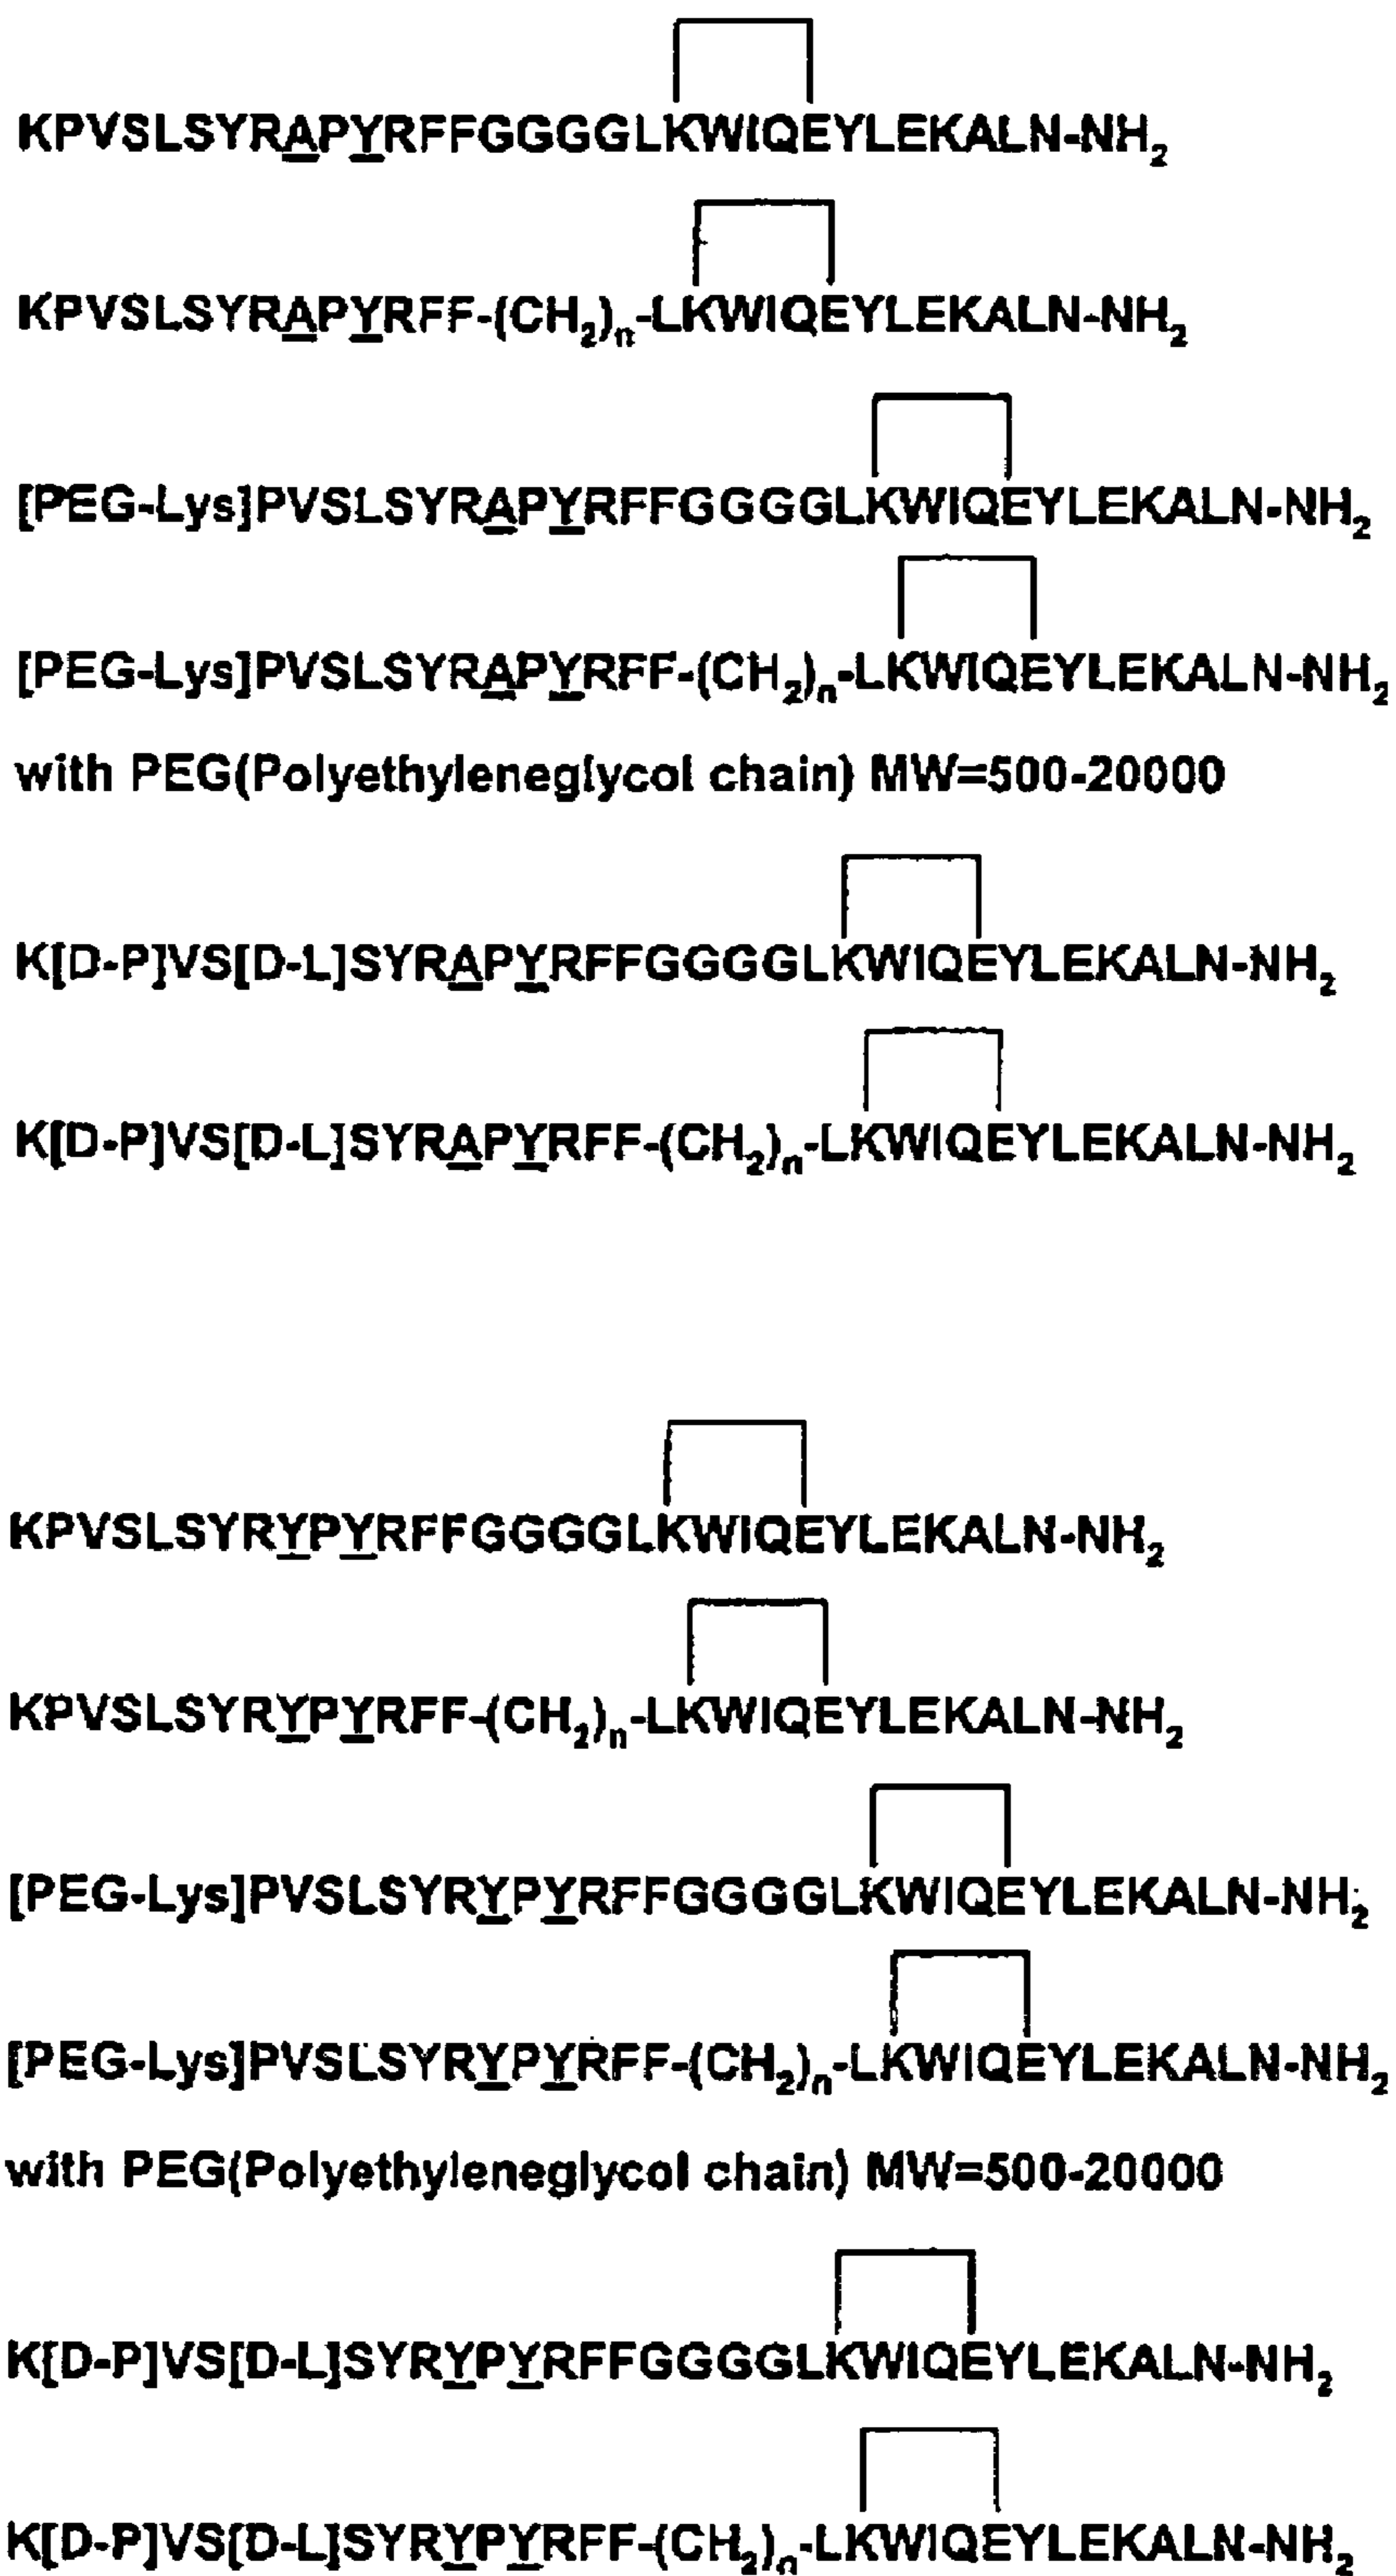 KPVSLSYRAPYRFFGGGGLKWIQEYLEKALN-NH₂
KPVSLSYRAPYRFF-(CH₂)ₙ-LKWIQEYLEKALN-NH₂
[PEG-Lys]PVSLSYRAPYRFFGGGGLKWIQEYLEKALN-NH₂
[PEG-Lys]PVSLSYRAPYRFF-(CH₂)ₙ-LKWIQEYLEKALN-NH₂
with PEG(Polyethyleneglycol chain) MW=500-20000
K[D-P]VS[D-L]SYRAPYRFFGGGGLKWIQEYLEKALN-NH₂
K[D-P]VS[D-L]SYRAPYRFF-(CH₂)ₙ-LKWIQEYLEKALN-NH₂
KPVSLSYRYPYRFFGGGGLKWIQEYLEKALN-NH₂
KPVSLSYRYPYRFF-(CH₂)ₙ-LKWIQEYLEKALN-NH₂
[PEG-Lys]PVSLSYRYPYRFFGGGGLKWIQEYLEKALN-NH₂
[PEG-Lys]PVSLSYRYPYRFF-(CH₂)ₙ-LKWIQEYLEKALN-NH₂
with PEG(Polyethyleneglycol chain) MW=500-20000
K[D-P]VS[D-L]SYRYPYRFFGGGGLKWIQEYLEKALN-NH₂
K[D-P]VS[D-L]SYRYPYRFF-(CH₂)ₙ-LKWIQEYLEKALN-NH₂